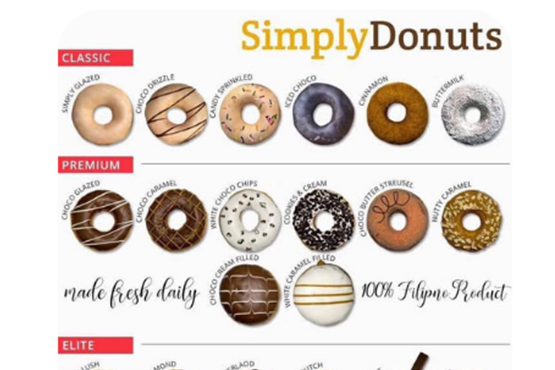 SimplyDonuts
CLASSIC
SIMPLY GLAZED
CHOCO DRIZZLE
CANDY SPRINKLED
ICED CHOCO
CINNAMON
BUTTERMILK
PREMIUM
CHOCO GLAZED
CHOCO CARAMEL
WHITE CHOCO CHIPS
COOKIES & CREAM
CHOCO BUTTER STREUSEL
NUTTY CARAMEL
made fresh daily
CHOCO CREAM FILLED
WHITE CARAMEL FILLED
100% Filipno Product
ELITE